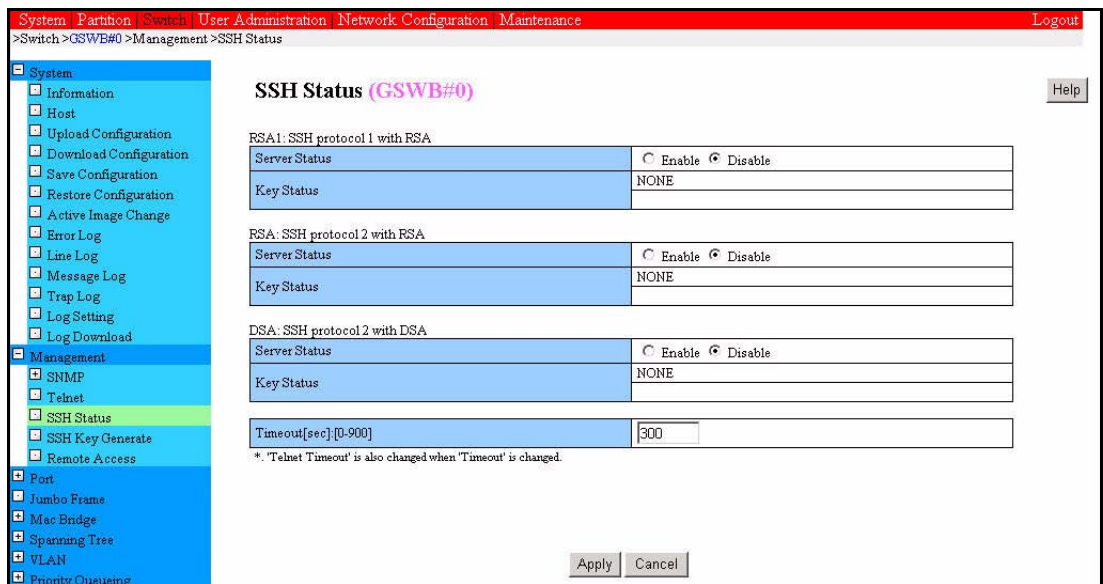 System | Partition | Switch | User Administration | Network Configuration | Maintenance Logout
>Switch >GSWB#0 >Management >SSH Status
System
Information
Host
Upload Configuration
Download Configuration
Save Configuration
Restore Configuration
Active Image Change
Error Log
Line Log
Message Log
Trap Log
Log Setting
Log Download
Management
SNMP
Telnet
SSH Status
SSH Key Generate
Remote Access
Port
Jumbo Frame
Mac Bridge
Spanning Tree
VLAN
Priority Queueing
SSH Status (GSWB#0)
Help
RSA1: SSH protocol 1 with RSA
Server Status Enable Disable
Key Status NONE
RSA: SSH protocol 2 with RSA
Server Status Enable Disable
Key Status NONE
DSA: SSH protocol 2 with DSA
Server Status Enable Disable
Key Status NONE
Timeout[sec]:[0-900] 300
*. 'Telnet Timeout' is also changed when 'Timeout' is changed.
Apply Cancel